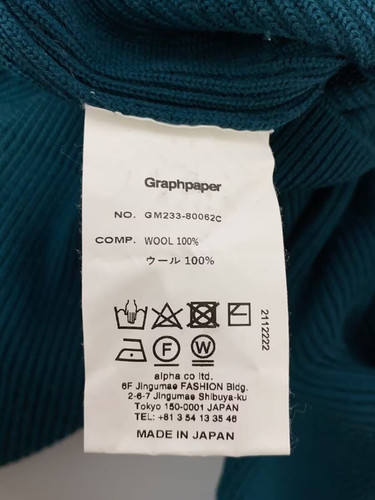 Graphpaper
NO. GM233-80062C
COMP. WOOL 100%
ウール 100%
F W
2112222
alpha co ltd.
6F Jingumae FASHION Bldg.
2-6-7 Jingumae Shibuya-ku
Tokyo 150-0001 JAPAN
TEL: +81 3 54 13 35 46
MADE IN JAPAN